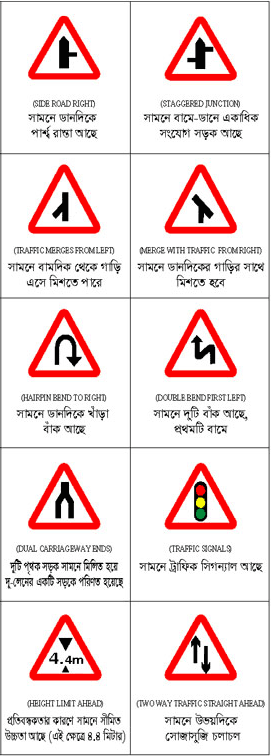 (SIDE ROAD RIGHT)
সামনে ডানদিকে
পার্শ্ব রাস্তা আছে
(STAGGERED JUNCTION)
সামনে বামে-ডানে একাধিক
সংযোগ সড়ক আছে
(TRAFFIC MERGES FROM LEFT)
সামনে বামদিক থেকে গাড়ি
এসে মিশতে পারে
(MERGE WITH TRAFFIC FROM RIGHT)
সামনে ডানদিকের গাড়ির সাথে
মিশতে হবে
(HAIRPIN BEND TO RIGHT)
সামনে ডানদিকে খাঁড়া
বাঁক আছে
(DOUBLE BEND FIRST LEFT)
সামনে দুটি বাঁক আছে,
প্রথমটি বামে
(DUAL CARRIAGEWAY ENDS)
দুটি পৃথক সড়ক সামনে মিলিত হয়ে
দু-লেনের একটি সড়কে পরিণত হয়েছে
(TRAFFIC SIGNALS)
সামনে ট্রাফিক সিগন্যাল আছে
4.4m
(HEIGHT LIMIT AHEAD)
প্রতিবন্ধকতার কারণে সামনে সীমিত
উচ্চতা আছে (এই ক্ষেত্রে ৪.৪ মিটার)
(TWO WAY TRAFFIC STRAIGHT AHEAD)
সামনে উভয়দিকে
সোজাসুজি চলাচল